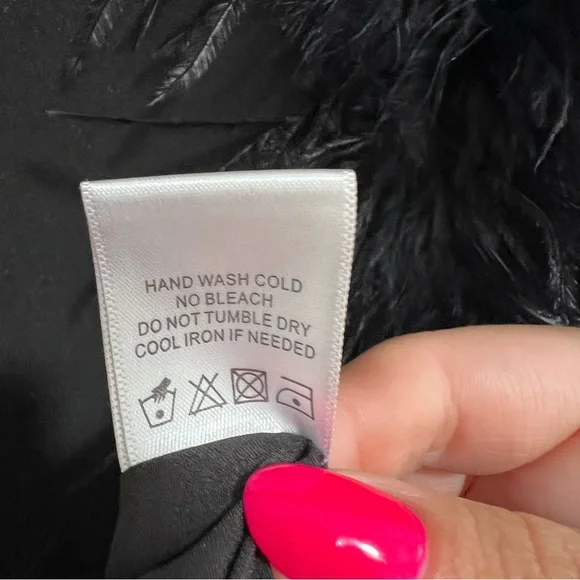 HAND WASH COLD
NO BLEACH
DO NOT TUMBLE DRY
COOL IRON IF NEEDED